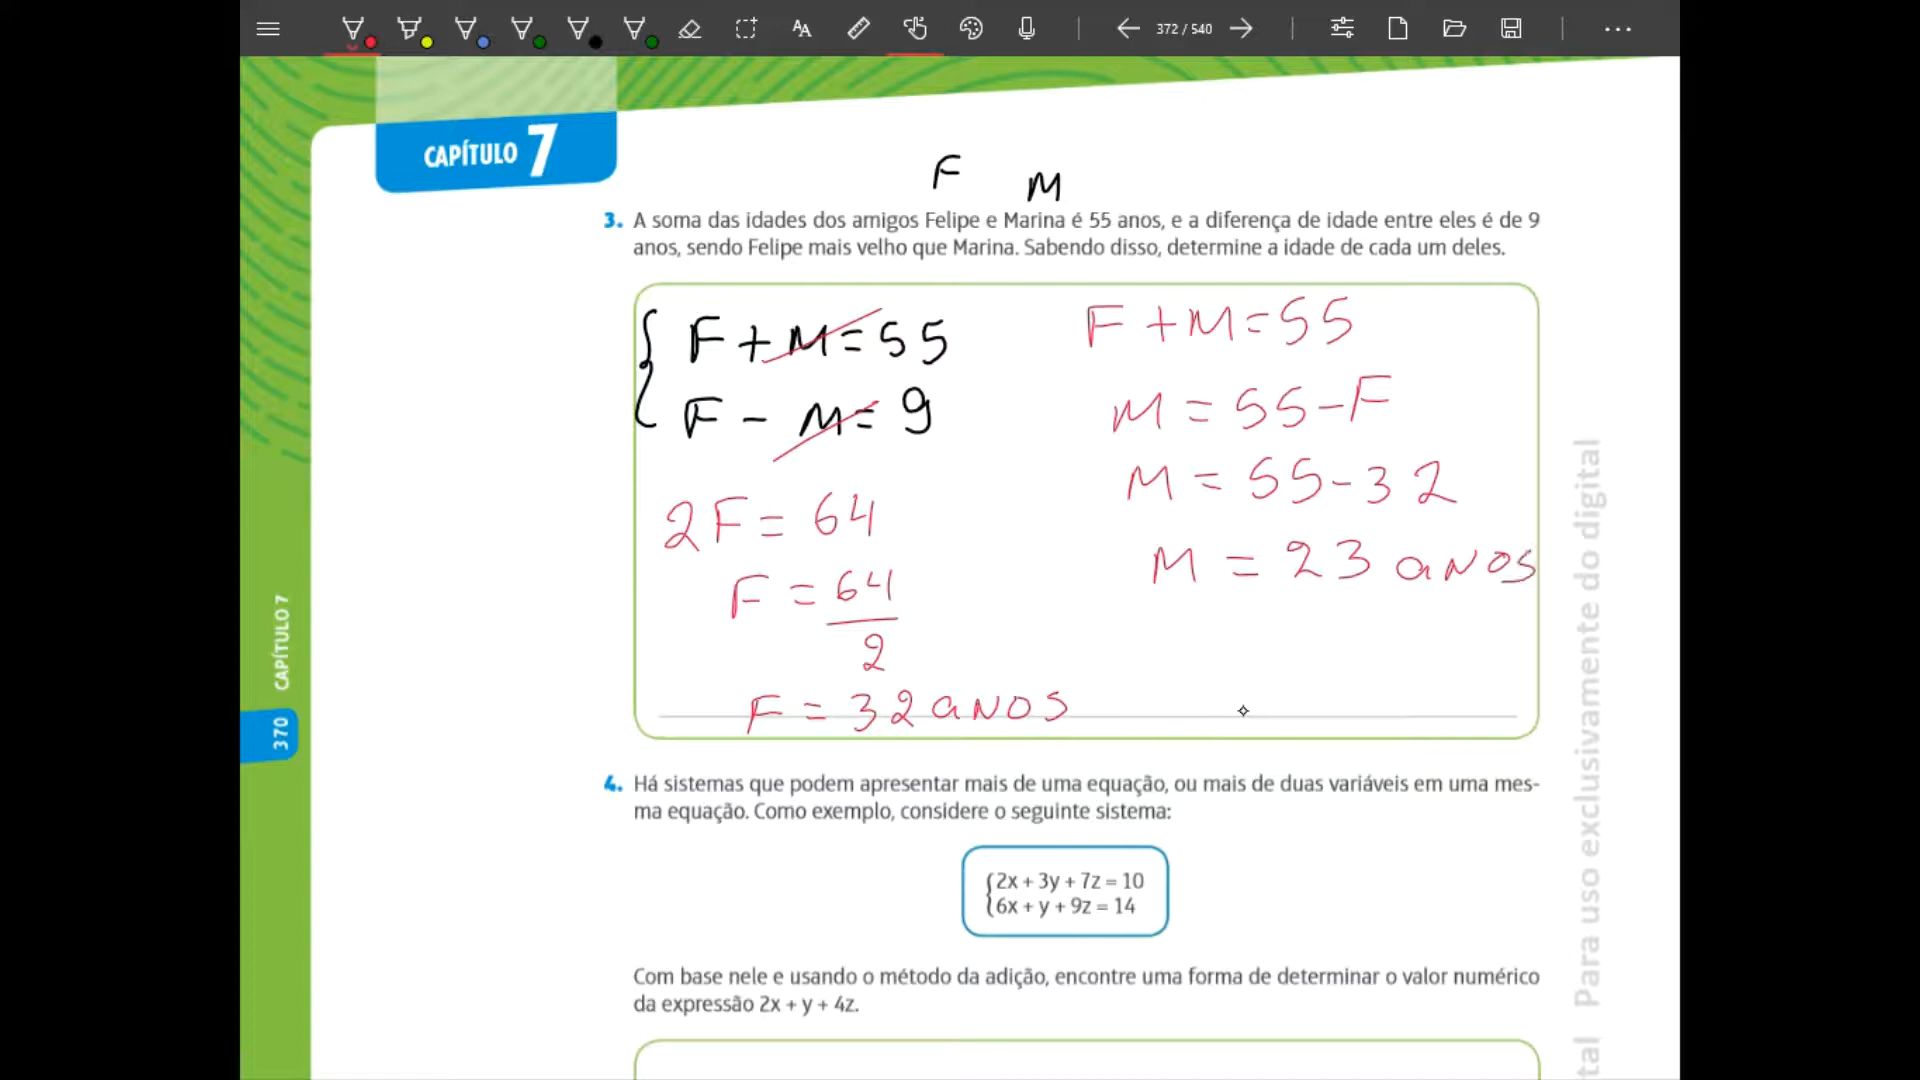 372 / 540
CAPÍTULO 7
F M
3. A soma das idades dos amigos Felipe e Marina é 55 anos, e a diferença de idade entre eles é de 9
anos, sendo Felipe mais velho que Marina. Sabendo disso, determine a idade de cada um deles.
F + M = 55
F - M = 9
2F = 64
F = 64
2
F = 32 anos
F + M = 55
M = 55 - F
M = 55 - 32
M = 23 anos
4. Há sistemas que podem apresentar mais de uma equação, ou mais de duas variáveis em uma mes-
ma equação. Como exemplo, considere o seguinte sistema:
2x + 3y + 7z = 10
6x + y + 9z = 14
Com base nele e usando o método da adição, encontre uma forma de determinar o valor numérico
da expressão 2x + y + 4z.
370 CAPÍTULO 7
tal Para uso exclusivamente do digital